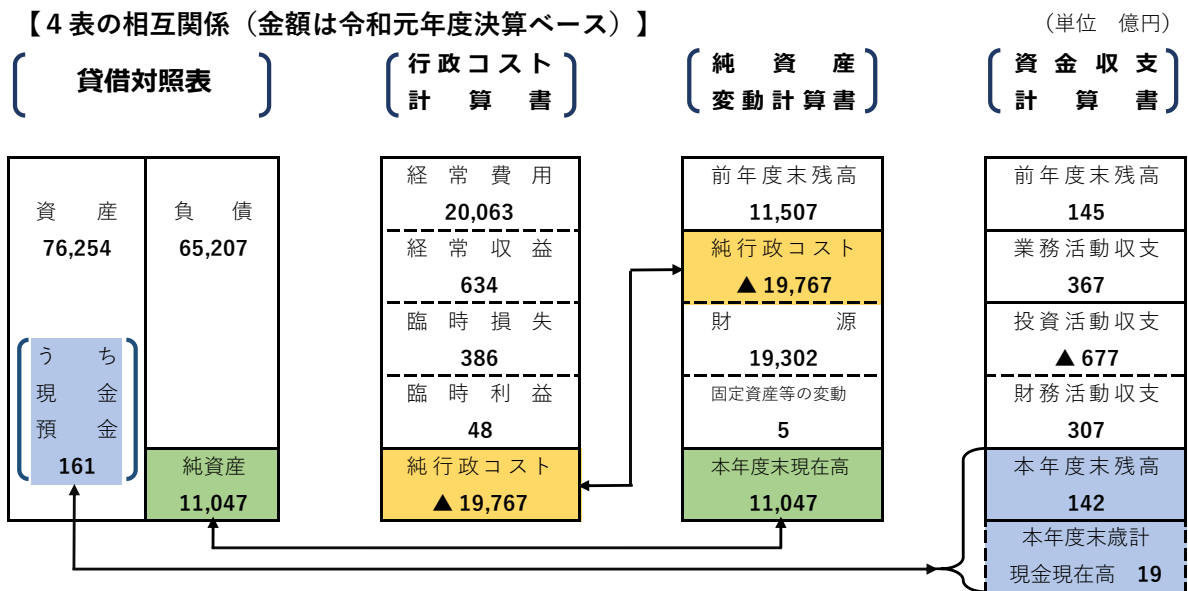 【４表の相互関係（金額は令和元年度決算ベース）】
（単位　億円）
貸借対照表
資産
76,254
うち
現金
預金
161
負債
65,207
純資産
11,047
行政コスト
計算書
経常費用
20,063
経常収益
634
臨時損失
386
臨時利益
48
純行政コスト
▲ 19,767
純資産
変動計算書
前年度末残高
11,507
純行政コスト
▲ 19,767
財源
19,302
固定資産等の変動
5
本年度末現在高
11,047
資金収支
計算書
前年度末残高
145
業務活動収支
367
投資活動収支
▲ 677
財務活動収支
307
本年度末残高
142
本年度末歳計
現金現在高　19